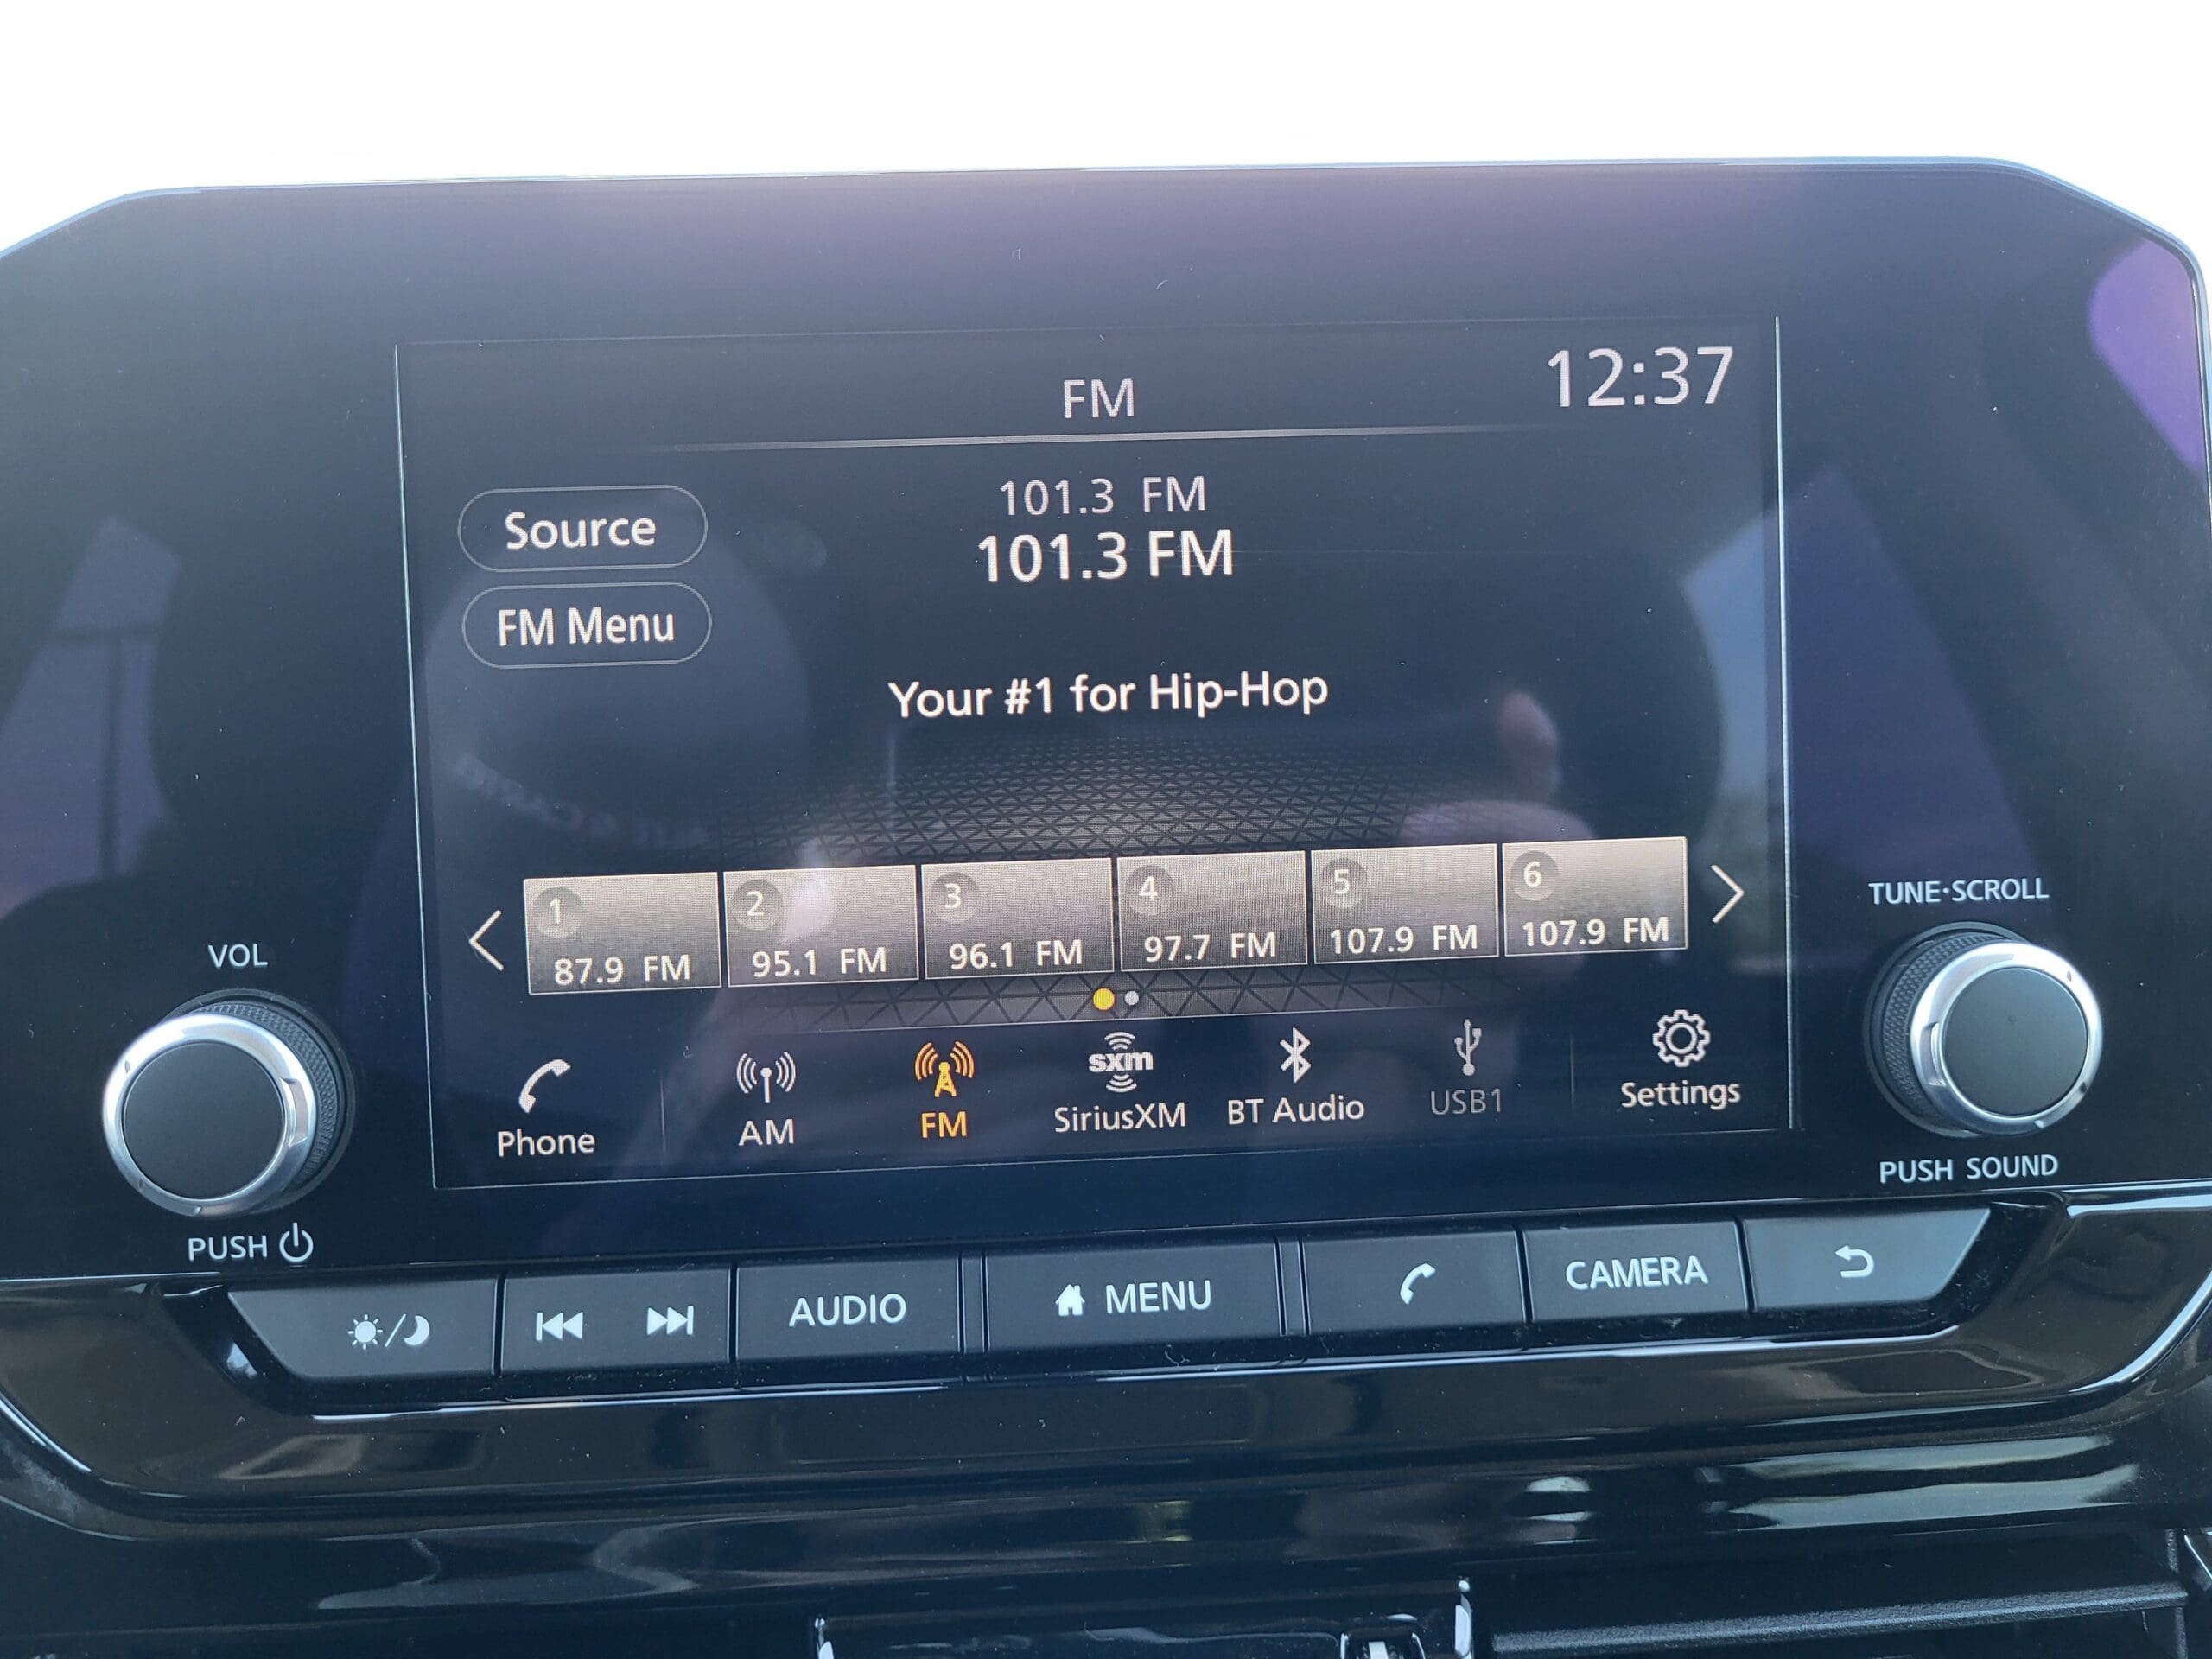 FM
12:37
Source
101.3 FM
101.3 FM
FM Menu
Your #1 for Hip-Hop
1
87.9 FM
2
95.1 FM
3
96.1 FM
4
97.7 FM
5
107.9 FM
6
107.9 FM
Phone
AM
FM
sxm
SiriusXM
BT Audio
USB1
Settings
VOL
PUSH
TUNE·SCROLL
PUSH SOUND
AUDIO
MENU
CAMERA